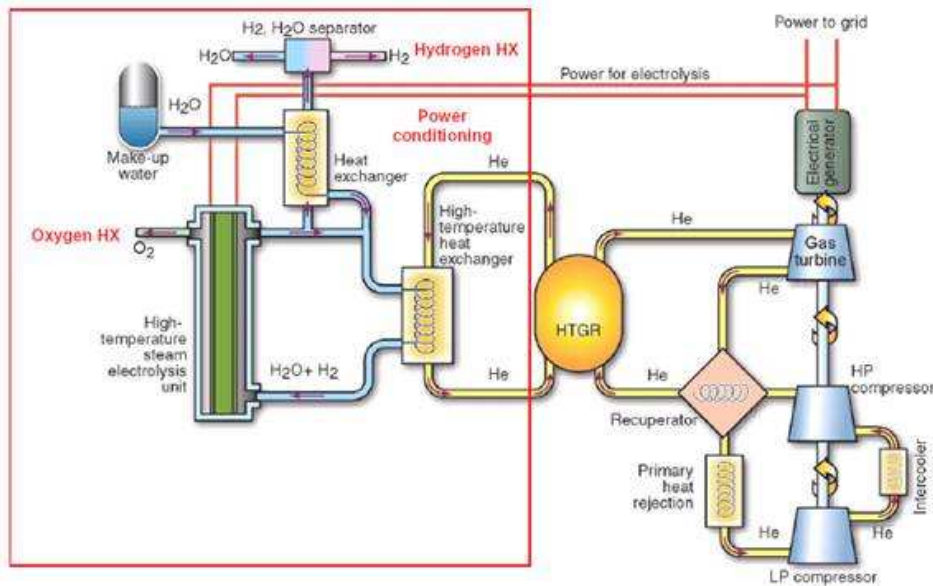 H2, H2O separator
H2O
H2
Hydrogen HX
Power to grid
Power for electrolysis
H2O
Power
conditioning
Make-up
water
Heat
exchanger
He
Electrical
generator
Oxygen HX
O2
High-
temperature
heat
exchanger
He
Gas
turbine
He
High-
temperature
steam
electrolysis
unit
HTGR
H2O+ H2
He
He
HP
compressor
Recuperator
Primary
heat
rejection
Intercooler
He
He
LP compressor